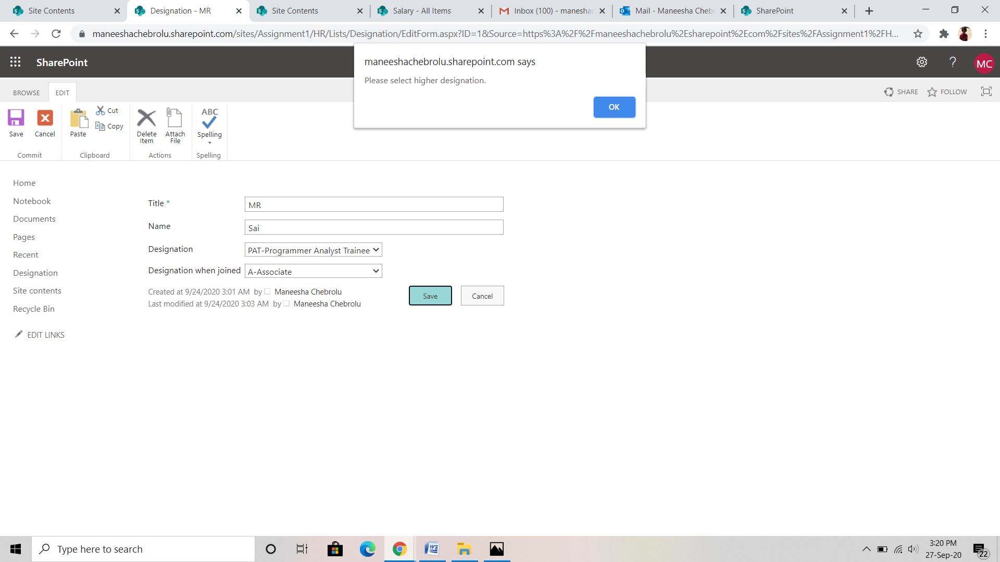 Site Contents
Designation - MR
Site Contents
Salary - All Items
Inbox (100) - manesha
Mail - Maneesha Cheb
SharePoint
maneeshachebrolu.sharepoint.com/sites/Assignment1/HR/Lists/Designation/EditForm.aspx?ID=1&Source=https%3A%2F%2Fmaneeshachebrolu%2Esharepoint%2Ecom%2Fsites%2FAssignment1%2FH...
SharePoint
MC
maneeshachebrolu.sharepoint.com says
Please select higher designation.
OK
BROWSE
EDIT
SHARE
FOLLOW
Save
Cancel
Paste
Cut
Copy
Delete Item
Attach File
ABC
Spelling
Commit
Clipboard
Actions
Spelling
Home
Notebook
Documents
Pages
Recent
Designation
Site contents
Recycle Bin
EDIT LINKS
Title *
MR
Name
Sai
Designation
PAT-Programmer Analyst Trainee
Designation when joined
A-Associate
Created at 9/24/2020 3:01 AM by Maneesha Chebrolu
Last modified at 9/24/2020 3:03 AM by Maneesha Chebrolu
Save
Cancel
Type here to search
3:20 PM
27-Sep-20
22